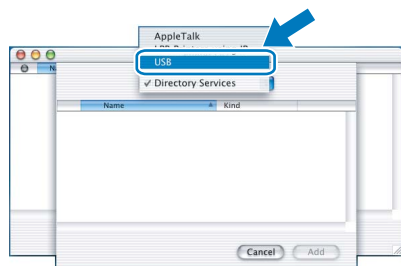 AppleTalk
USB
Directory Services
Name
Kind
Cancel
Add